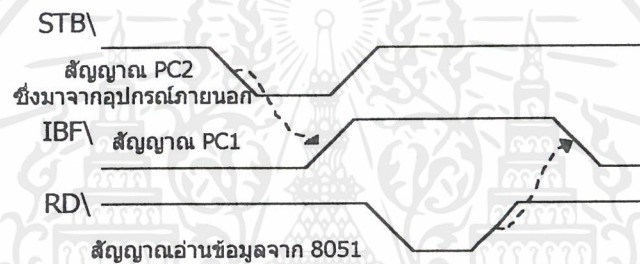 STB\
สัญญาณ PC2
ซึ่งมาจากอุปกรณ์ภายนอก
IBF\ สัญญาณ PC1
RD\
สัญญาณอ่านข้อมูลจาก 8051